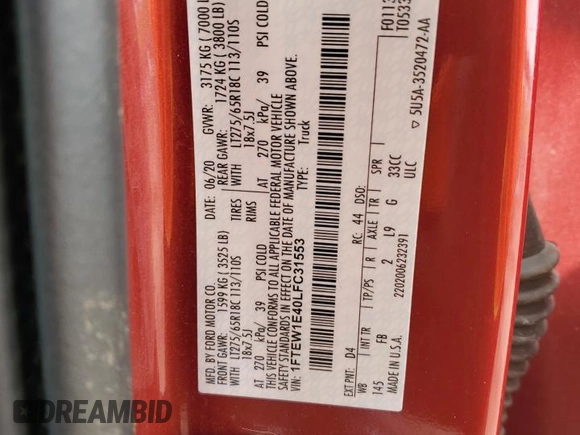 MFD. BY FORD MOTOR CO.
DATE: 06/20 GVWR: 3175 KG ( 7000 L
FRONT GAWR: 1599 KG ( 3525 LB) REAR GAWR: 1724 KG ( 3800 LB)
WITH LT275/65R18C 113/110S TIRES WITH LT275/65R18C 113/110S
18x7.5J RIMS 18x7.5J
AT 270 kPa/ 39 PSI COLD AT 270 kPa/ 39 PSI COLD
THIS VEHICLE CONFORMS TO ALL APPLICABLE FEDERAL MOTOR VEHICLE
SAFETY STANDARDS IN EFFECT ON THE DATE OF MANUFACTURE SHOWN ABOVE.
VIN: 1FTEW1E40LFC31553 TYPE: Truck
F0113
T0533
EXT PNT: D4 RC: 44 DSO:
WB INT TR TP/PS R AXLE TR SPR
145 FB 2 L9 G 33CC
MADE IN U.S.A. 2202006232391 ULC
▽ 5U5A-3520472-AA
DREAMBID